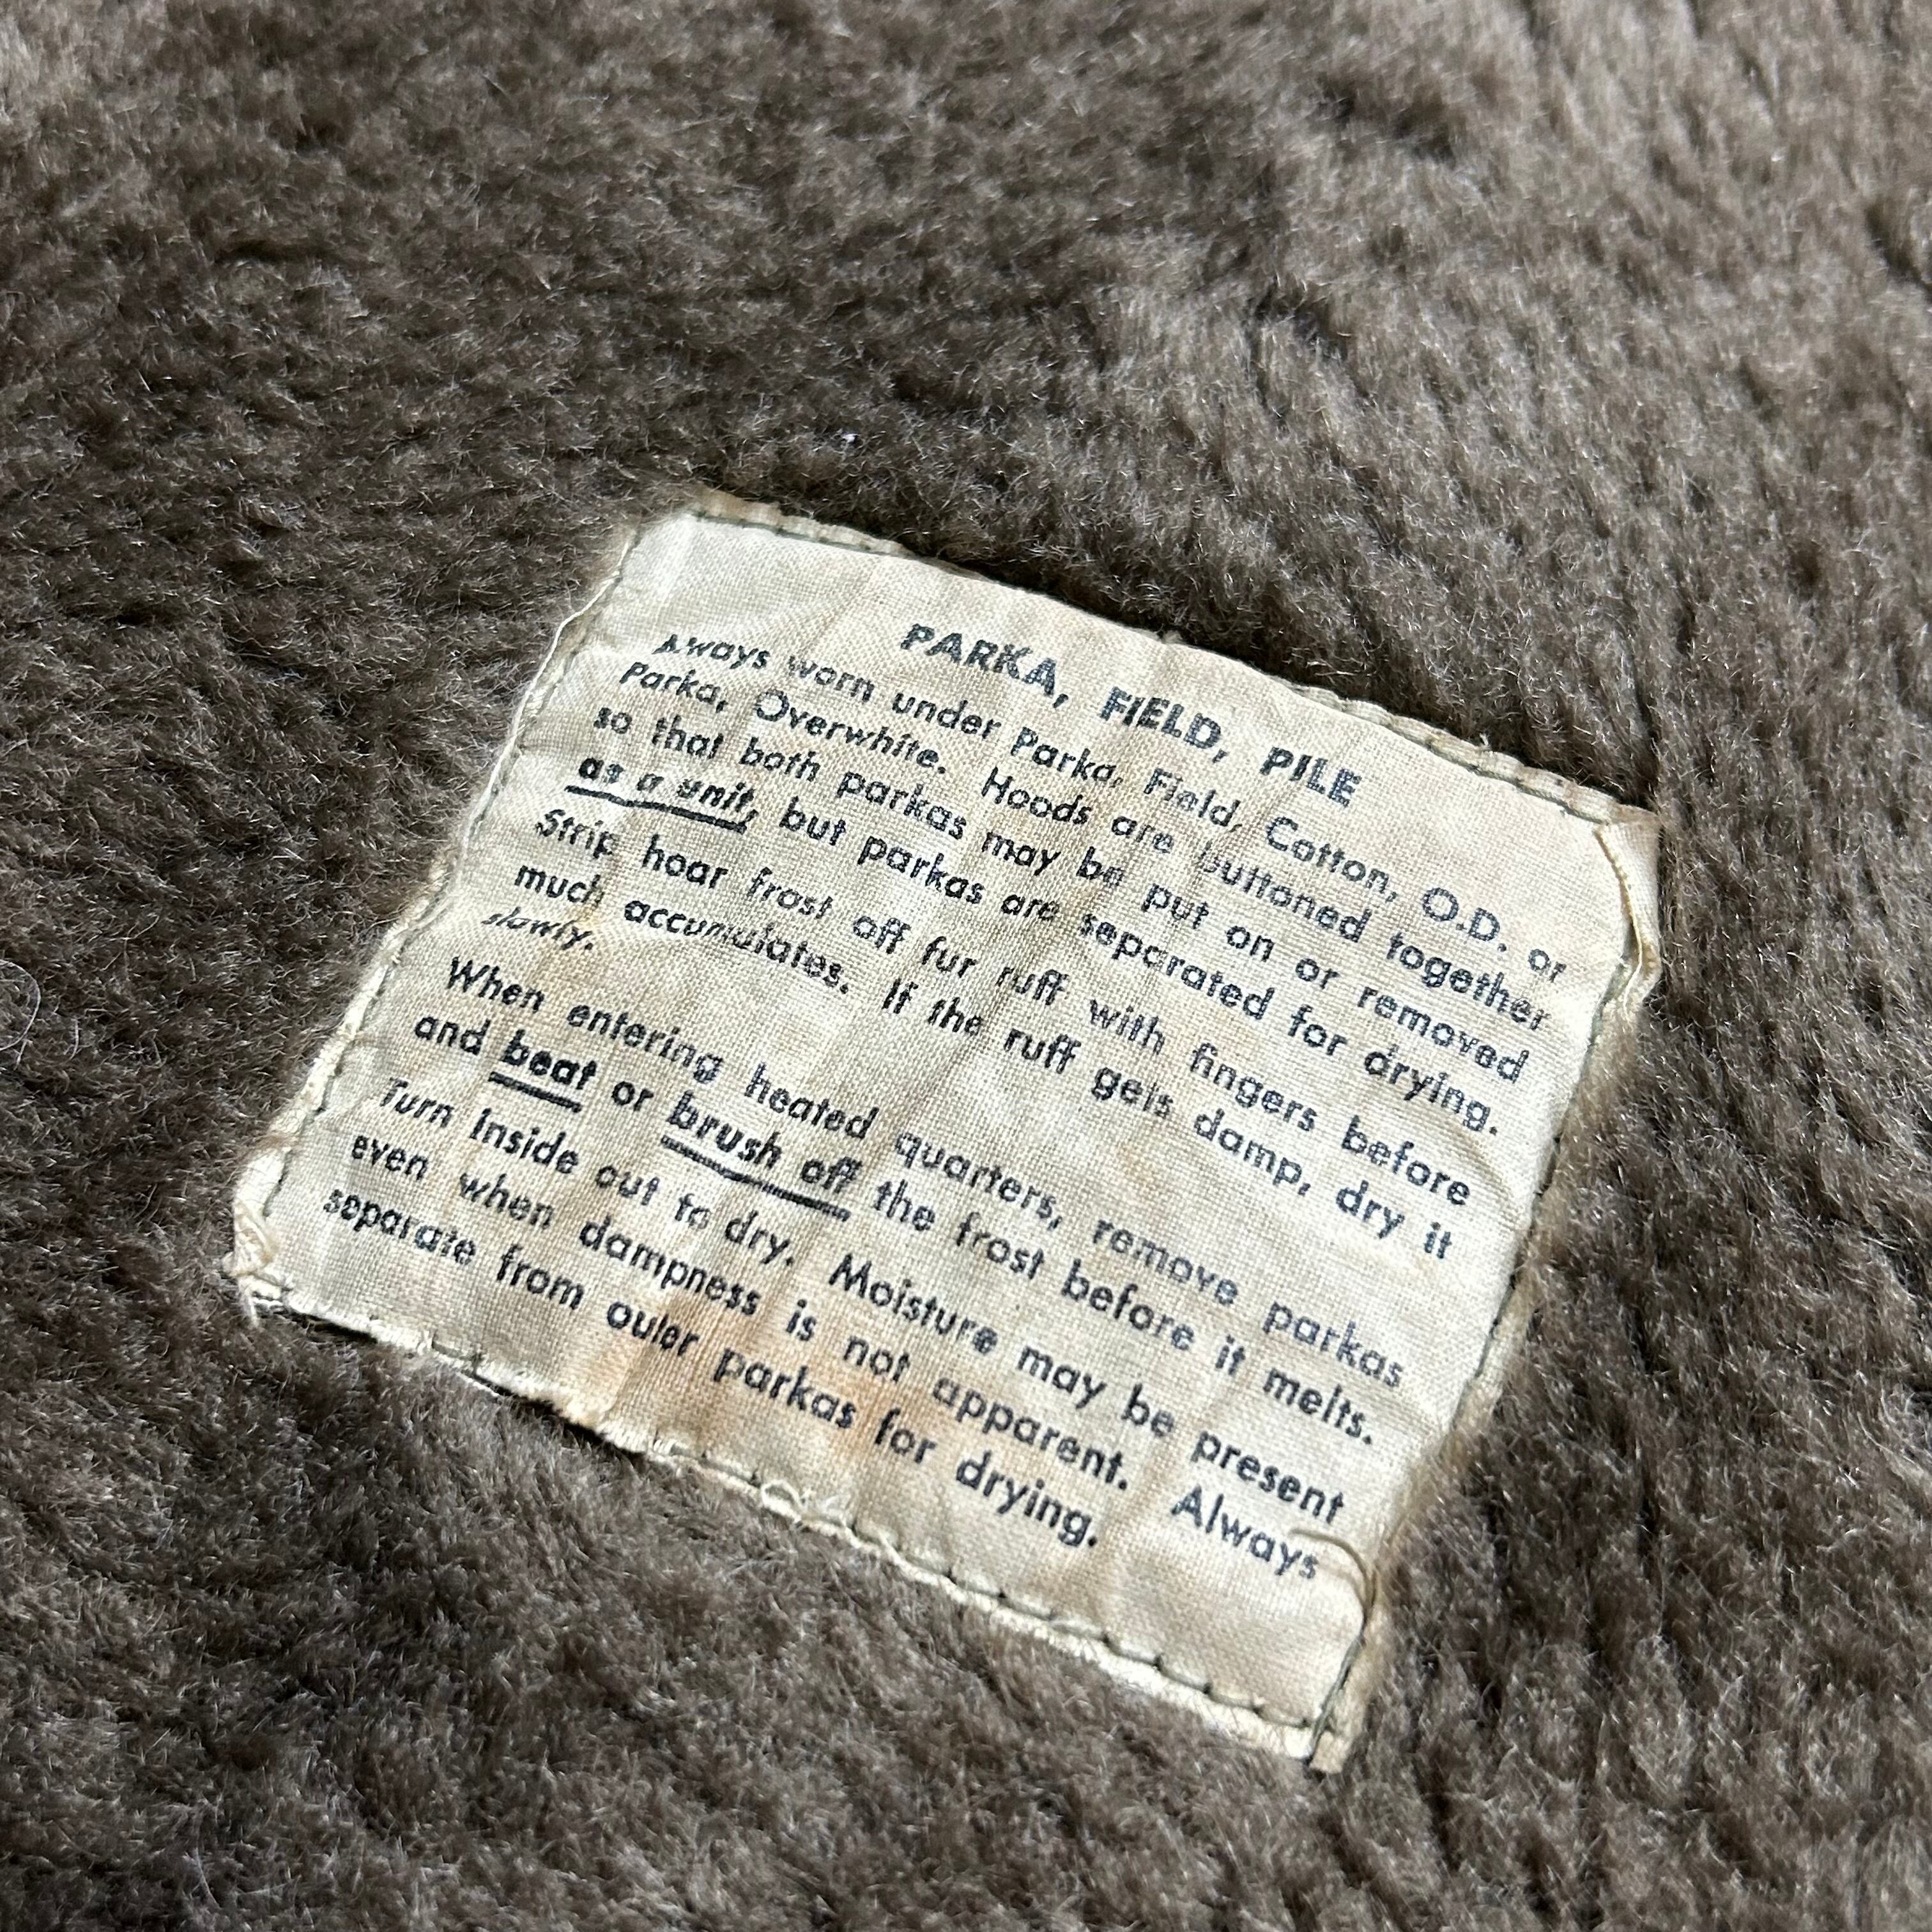 PARKA, FIELD, PILE
Always worn under Parka, Field, Cotton, O.D. or
Parka, Overwhite. Hoods are buttoned together
so that both parkas may be put on or removed
as a unit, but parkas are separated for drying.
Strip hoar frost off fur ruff with fingers before
much accumulates. If the ruff gets damp, dry it
slowly.
When entering heated quarters, remove parkas
and beat or brush off the frost before it melts.
Turn inside out to dry. Moisture may be present
even when dampness is not apparent. Always
separate from outer parkas for drying.